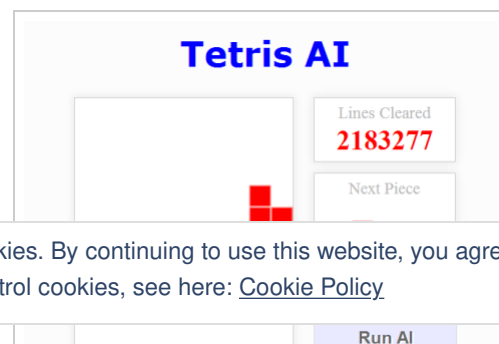 Tetris AI
Lines Cleared
2183277
Next Piece
kies. By continuing to use this website, you agre
trol cookies, see here: Cookie Policy
Run AI